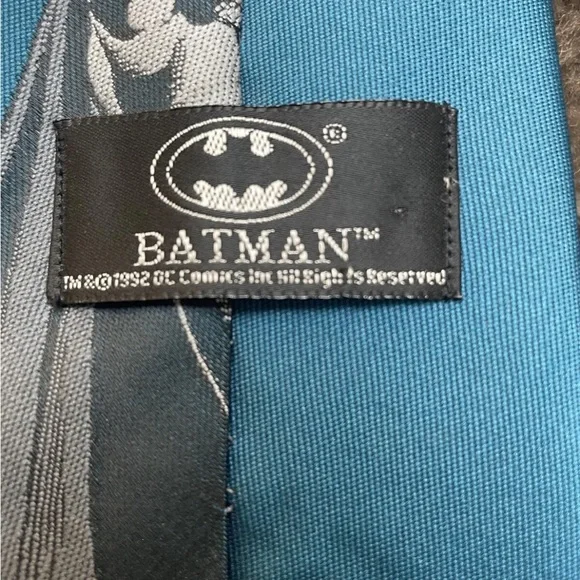 ®
BATMAN™
TM&©1992 DC Comics Inc All Rights Reserved